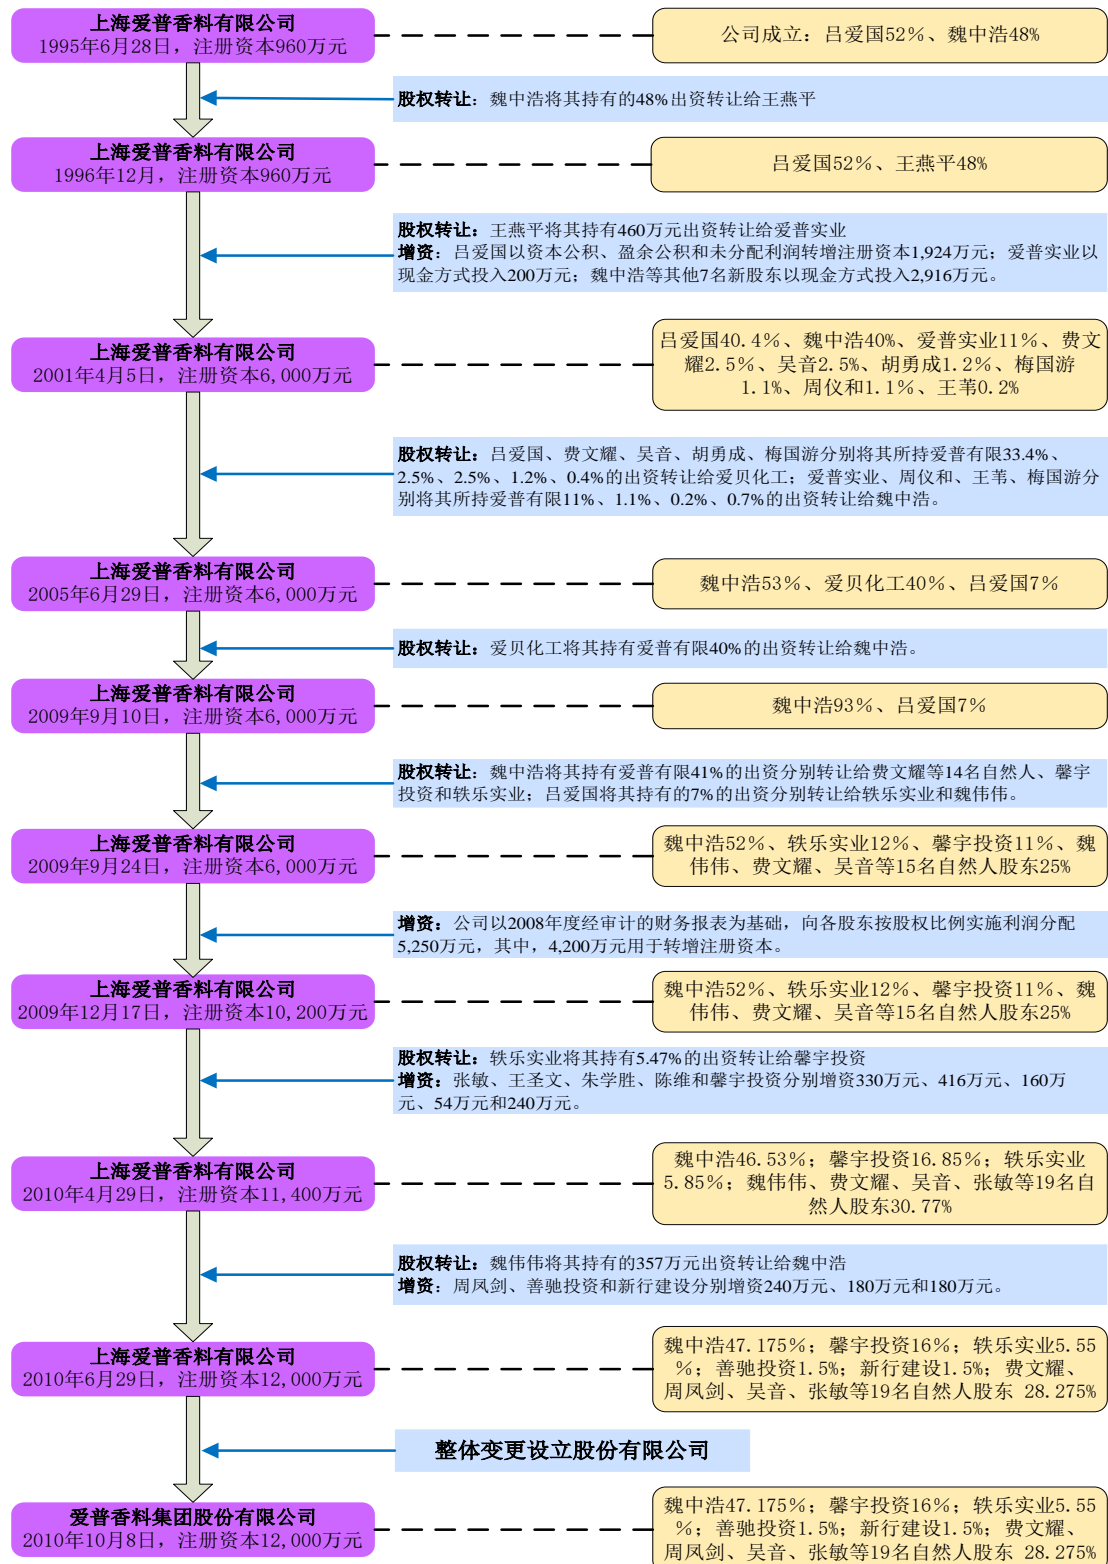 上海爱普香料有限公司
1995年6月28日，注册资本960万元
公司成立：吕爱国52%、魏中浩48%
股权转让：魏中浩将其持有的48%出资转让给王燕平
上海爱普香料有限公司
1996年12月，注册资本960万元
吕爱国52%、王燕平48%
股权转让：王燕平将其持有460万元出资转让给爱普实业
增资：吕爱国以资本公积、盈余公积和未分配利润转增注册资本1,924万元；爱普实业以
现金方式投入200万元；魏中浩等其他7名新股东以现金方式投入2,916万元。
上海爱普香料有限公司
2001年4月5日，注册资本6,000万元
吕爱国40.4%、魏中浩40%、爱普实业11%、费文
耀2.5%、吴音2.5%、胡勇成1.2%、梅国游
1.1%、周仪和1.1%、王苇0.2%
股权转让：吕爱国、费文耀、吴音、胡勇成、梅国游分别将其所持爱普有限33.4%、
2.5%、2.5%、1.2%、0.4%的出资转让给爱贝化工；爱普实业、周仪和、王苇、梅国游分
别将其所持爱普有限11%、1.1%、0.2%、0.7%的出资转让给魏中浩。
上海爱普香料有限公司
2005年6月29日，注册资本6,000万元
魏中浩53%、爱贝化工40%、吕爱国7%
股权转让：爱贝化工将其持有爱普有限40%的出资转让给魏中浩。
上海爱普香料有限公司
2009年9月10日，注册资本6,000万元
魏中浩93%、吕爱国7%
股权转让：魏中浩将其持有爱普有限41%的出资分别转让给费文耀等14名自然人、馨宇
投资和轶乐实业；吕爱国将其持有的7%的出资分别转让给轶乐实业和魏伟伟。
上海爱普香料有限公司
2009年9月24日，注册资本6,000万元
魏中浩52%、轶乐实业12%、馨宇投资11%、魏
伟伟、费文耀、吴音等15名自然人股东25%
增资：公司以2008年度经审计的财务报表为基础，向各股东按股权比例实施利润分配
5,250万元，其中，4,200万元用于转增注册资本。
上海爱普香料有限公司
2009年12月17日，注册资本10,200万元
魏中浩52%、轶乐实业12%、馨宇投资11%、魏
伟伟、费文耀、吴音等15名自然人股东25%
股权转让：轶乐实业将其持有5.47%的出资转让给馨宇投资
增资：张敏、王圣文、朱学胜、陈维和馨宇投资分别增资330万元、416万元、160万
元、54万元和240万元。
上海爱普香料有限公司
2010年4月29日，注册资本11,400万元
魏中浩46.53%；馨宇投资16.85%；轶乐实业
5.85%；魏伟伟、费文耀、吴音、张敏等19名自
然人股东30.77%
股权转让：魏伟伟将其持有的357万元出资转让给魏中浩
增资：周凤剑、善驰投资和新行建设分别增资240万元、180万元和180万元。
上海爱普香料有限公司
2010年6月29日，注册资本12,000万元
魏中浩47.175%；馨宇投资16%；轶乐实业5.55
%；善驰投资1.5%；新行建设1.5%；费文耀、
周凤剑、吴音、张敏等19名自然人股东 28.275%
整体变更设立股份有限公司
爱普香料集团股份有限公司
2010年10月8日，注册资本12,000万元
魏中浩47.175%；馨宇投资16%；轶乐实业5.55
%；善驰投资1.5%；新行建设1.5%；费文耀、
周凤剑、吴音、张敏等19名自然人股东 28.275%